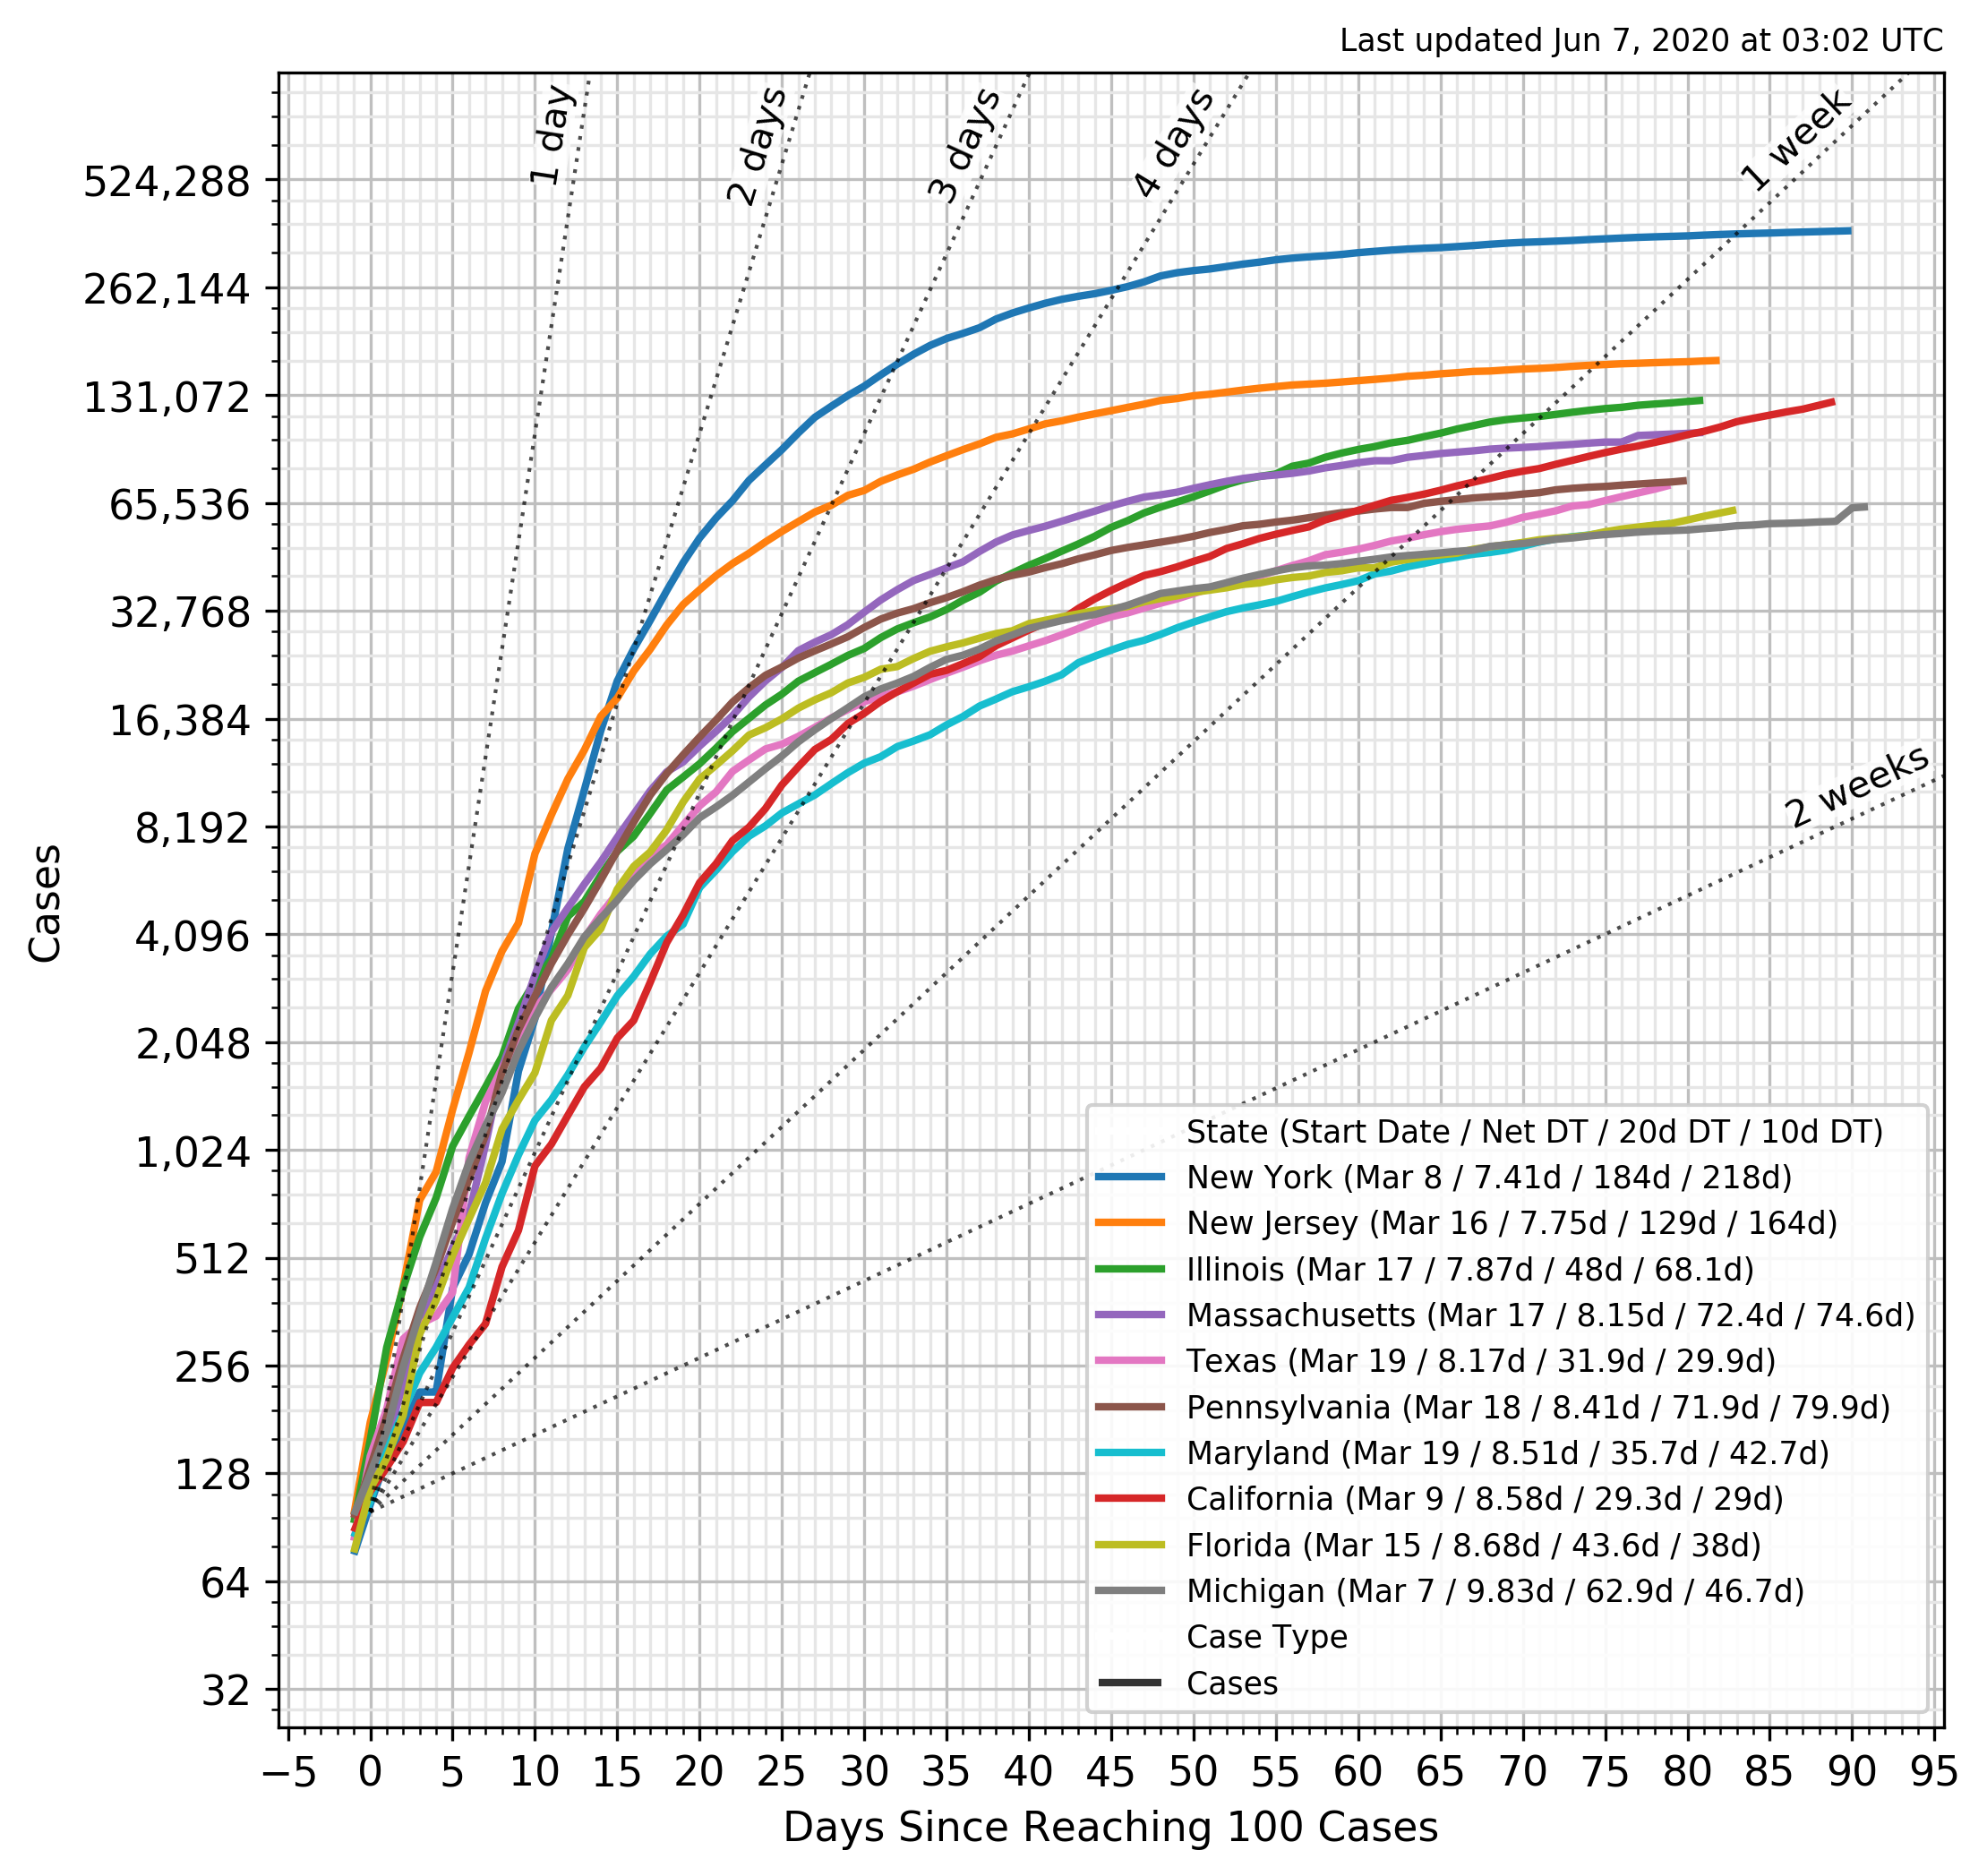 Last updated Jun 7, 2020 at 03:02 UTC
1 day
2 days
3 days
4 days
1 week
2 weeks
524,288
262,144
131,072
65,536
32,768
16,384
8,192
4,096
2,048
1,024
512
256
128
64
32
Cases
State (Start Date / Net DT / 20d DT / 10d DT)
New York (Mar 8 / 7.41d / 184d / 218d)
New Jersey (Mar 16 / 7.75d / 129d / 164d)
Illinois (Mar 17 / 7.87d / 48d / 68.1d)
Massachusetts (Mar 17 / 8.15d / 72.4d / 74.6d)
Texas (Mar 19 / 8.17d / 31.9d / 29.9d)
Pennsylvania (Mar 18 / 8.41d / 71.9d / 79.9d)
Maryland (Mar 19 / 8.51d / 35.7d / 42.7d)
California (Mar 9 / 8.58d / 29.3d / 29d)
Florida (Mar 15 / 8.68d / 43.6d / 38d)
Michigan (Mar 7 / 9.83d / 62.9d / 46.7d)
Case Type
Cases
−5 0 5 10 15 20 25 30 35 40 45 50 55 60 65 70 75 80 85 90 95
Days Since Reaching 100 Cases